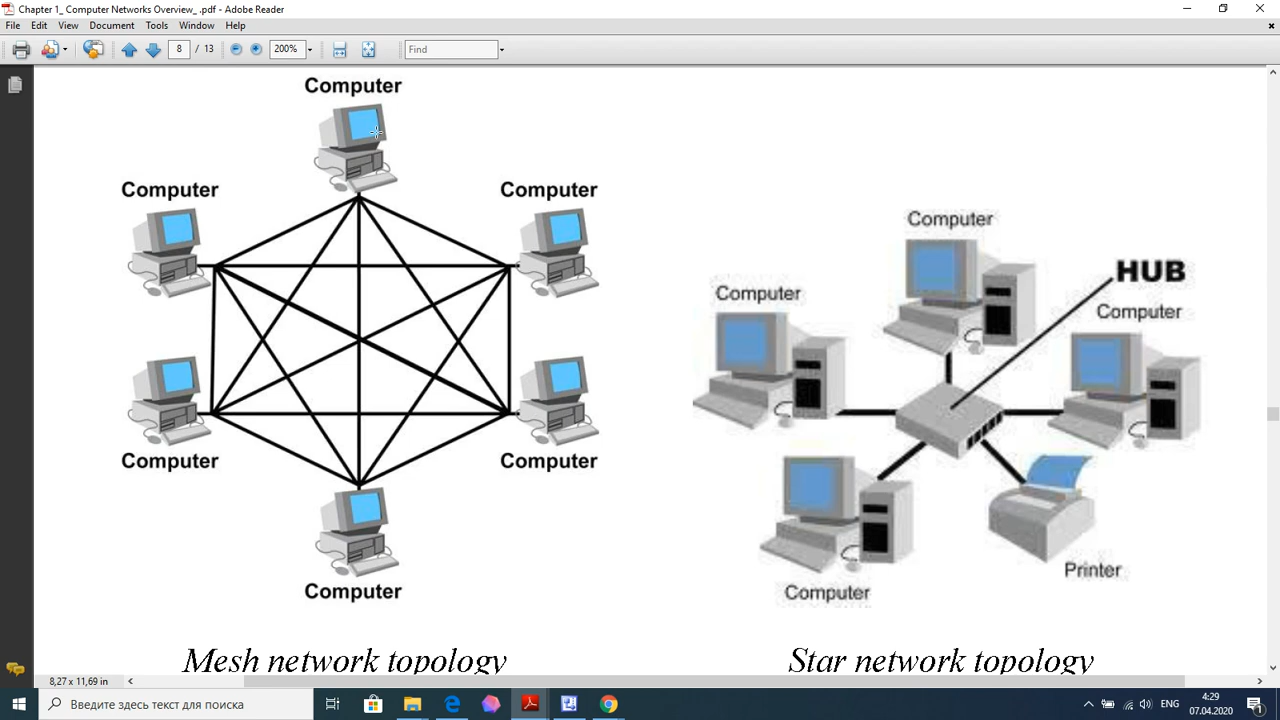 Chapter 1_ Computer Networks Overview_ .pdf - Adobe Reader
File Edit View Document Tools Window Help
8 / 13 200% Find
Computer
Computer Computer
Computer Computer
Computer
Computer
Computer
HUB
Computer
Computer
Printer
Mesh network topology Star network topology
8,27 x 11,69 in
Введите здесь текст для поиска
ENG
4:29
07.04.2020
1